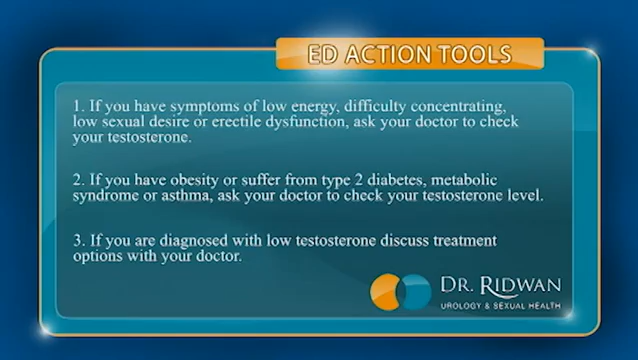 ED ACTION TOOLS
1. If you have symptoms of low energy, difficulty concentrating,
low sexual desire or erectile dysfunction, ask your doctor to check
your testosterone.
2. If you have obesity or suffer from type 2 diabetes, metabolic
syndrome or asthma, ask your doctor to check your testosterone level.
3. If you are diagnosed with low testosterone discuss treatment
options with your doctor.
DR. RIDWAN
UROLOGY & SEXUAL HEALTH